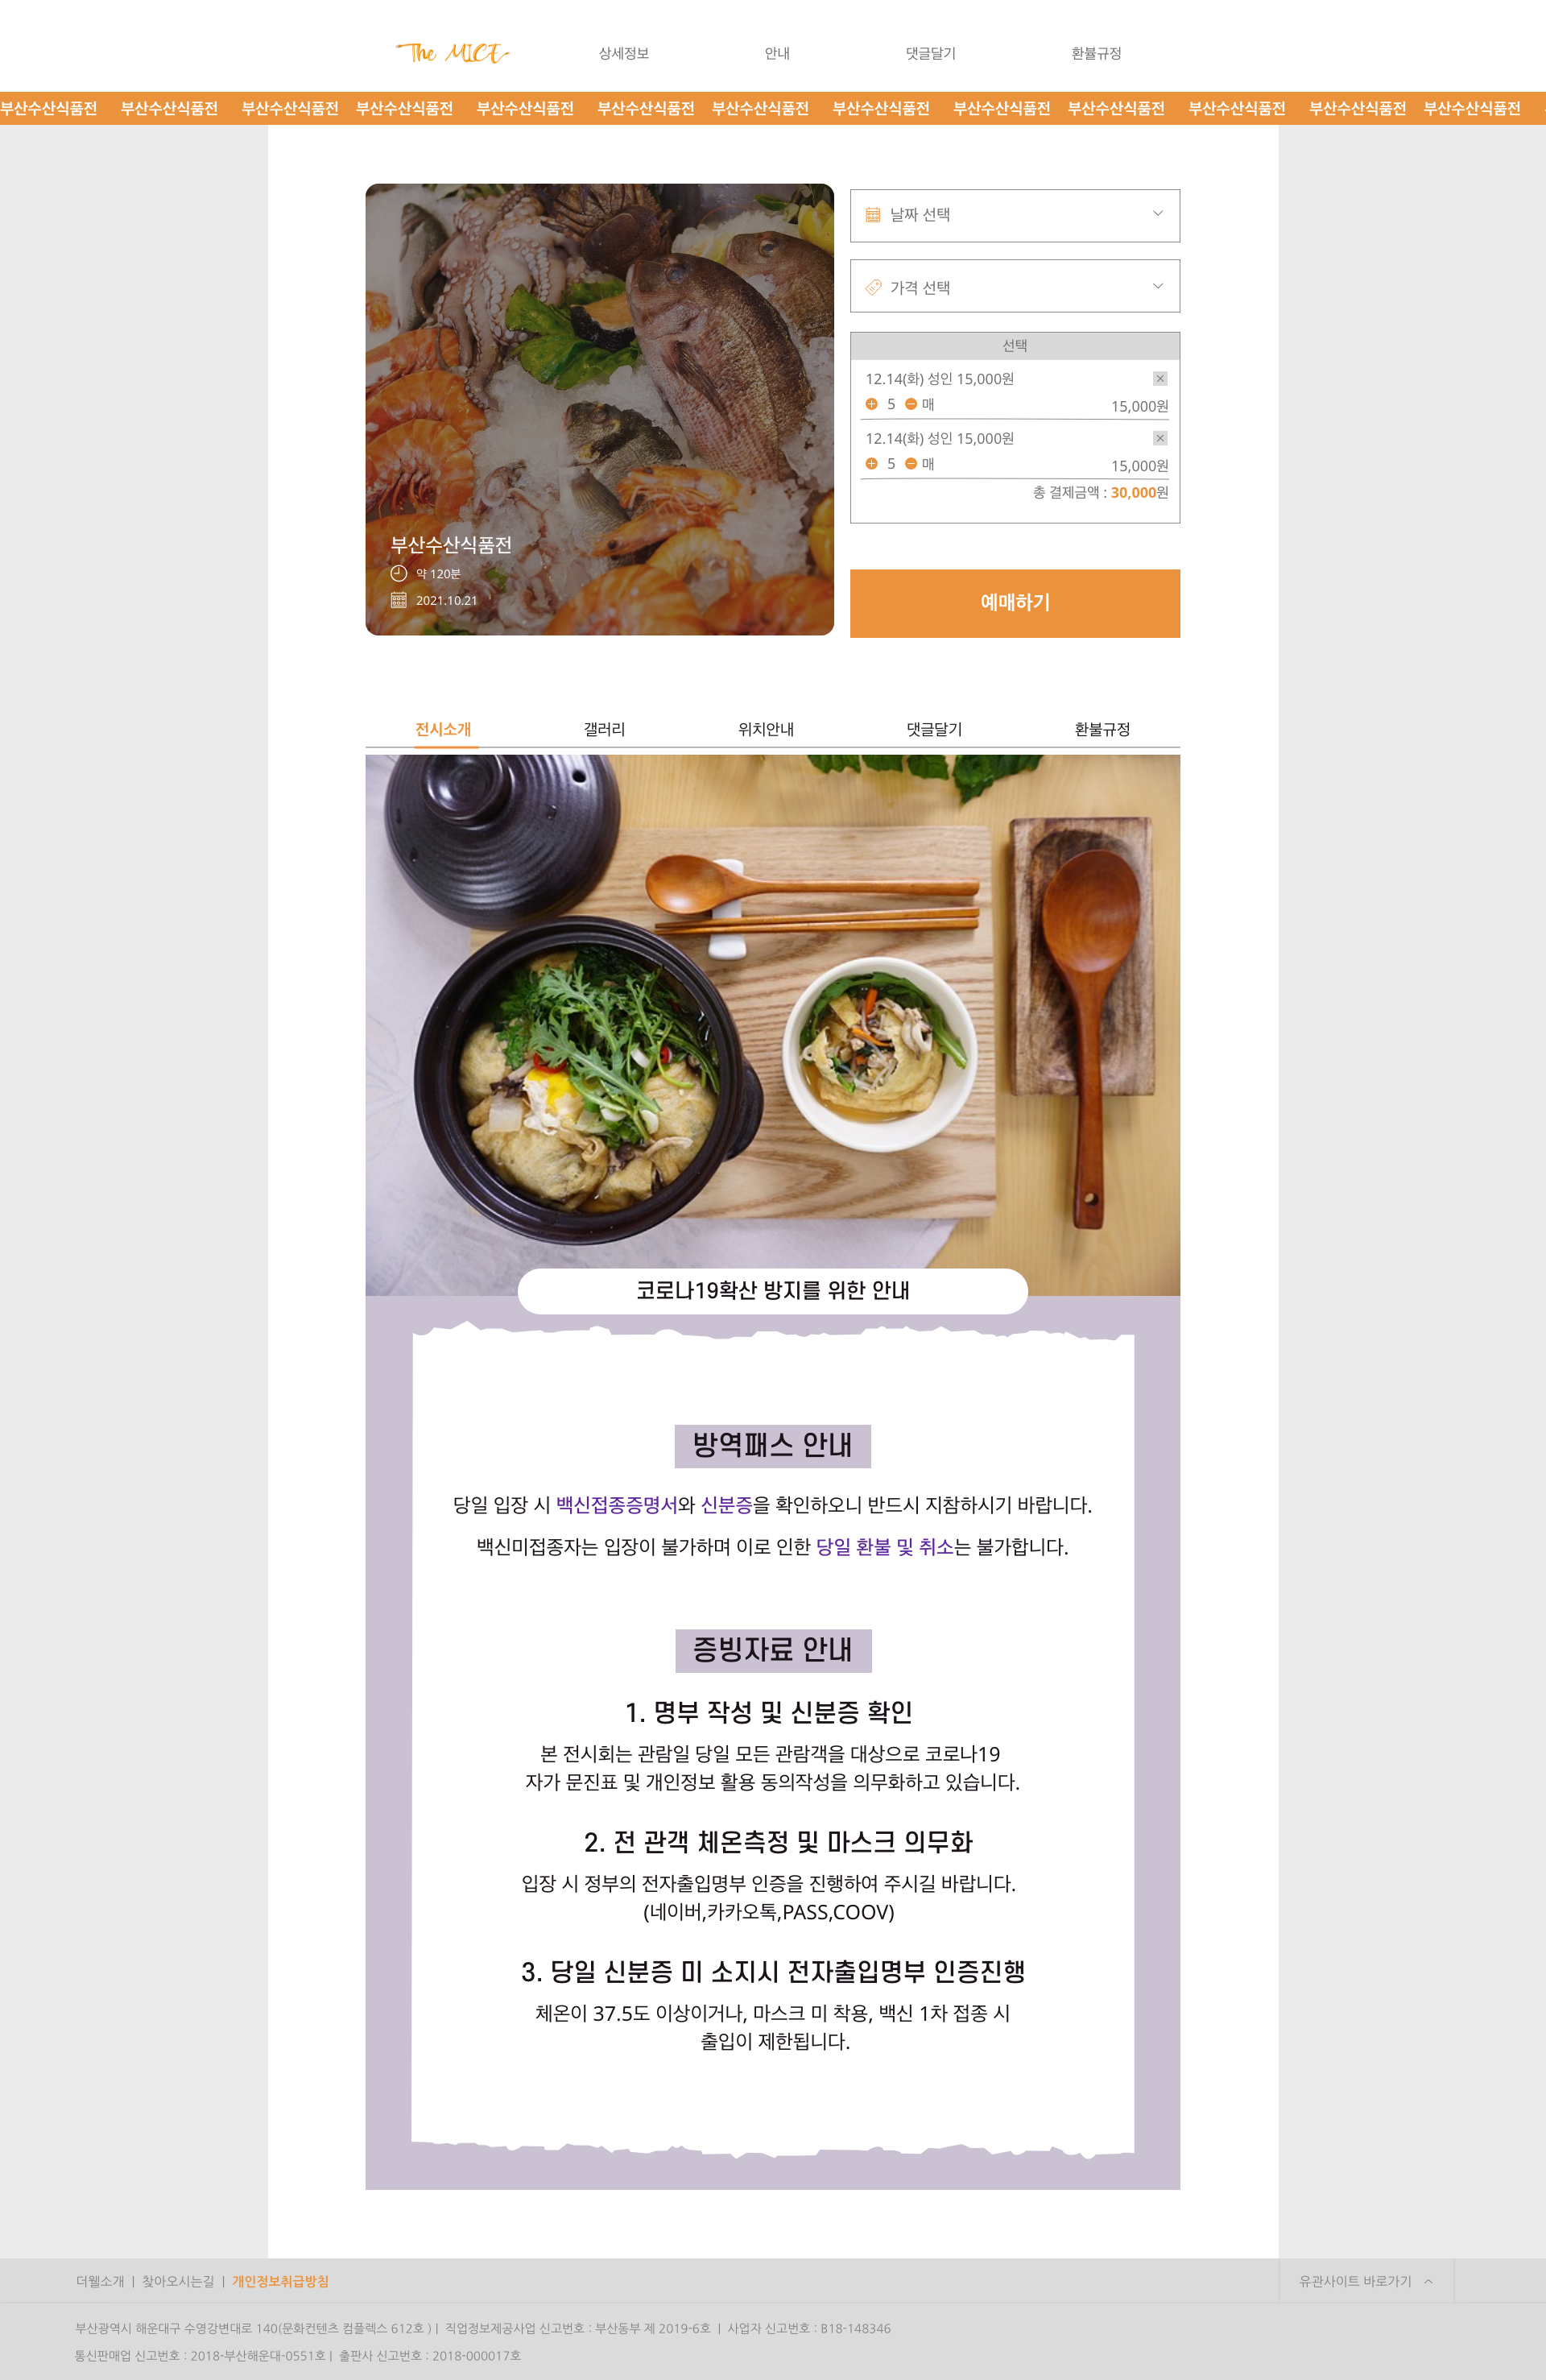 The MICE
상세정보 안내 댓글달기 환뷸규정
부산수산식품전 부산수산식품전 부산수산식품전 부산수산식품전 부산수산식품전 부산수산식품전 부산수산식품전 부산수산식품전 부산수산식품전 부산수산식품전 부산수산식품전 부산수산식품전 부산수산식품전
날짜 선택
가격 선택
선택
12.14(화) 성인 15,000원
5 매 15,000원
12.14(화) 성인 15,000원
5 매 15,000원
총 결제금액 : 30,000원
예매하기
부산수산식품전
약 120분
2021.10.21
전시소개 갤러리 위치안내 댓글달기 환불규정
코로나19확산 방지를 위한 안내
방역패스 안내
당일 입장 시 백신접종증명서와 신분증을 확인하오니 반드시 지참하시기 바랍니다.
백신미접종자는 입장이 불가하며 이로 인한 당일 환불 및 취소는 불가합니다.
증빙자료 안내
1. 명부 작성 및 신분증 확인
본 전시회는 관람일 당일 모든 관람객을 대상으로 코로나19
자가 문진표 및 개인정보 활용 동의작성을 의무화하고 있습니다.
2. 전 관객 체온측정 및 마스크 의무화
입장 시 정부의 전자출입명부 인증을 진행하여 주시길 바랍니다.
(네이버,카카오톡,PASS,COOV)
3. 당일 신분증 미 소지시 전자출입명부 인증진행
체온이 37.5도 이상이거나, 마스크 미 착용, 백신 1차 접종 시
출입이 제한됩니다.
더웰소개 | 찾아오시는길 | 개인정보취급방침 유관사이트 바로가기
부산광역시 해운대구 수영강변대로 140(문화컨텐츠 컴플렉스 612호 ) | 직업정보제공사업 신고번호 : 부산동부 제 2019-6호 | 사업자 신고번호 : B18-148346
통신판매업 신고번호 : 2018-부산해운대-0551호 | 출판사 신고번호 : 2018-000017호